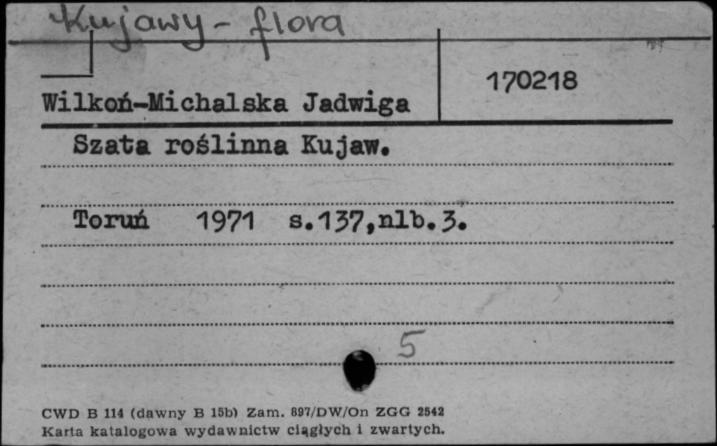 Kujawy - flora
170218
Wilkoń-Michalska Jadwiga
Szata roślinna Kujaw.
Toruń 1971 s.137,nlb.3.
5
CWD B 114 (dawny B 15b) Zam. 897/DW/On ZGG 2542
Karta katalogowa wydawnictw ciągłych i zwartych.